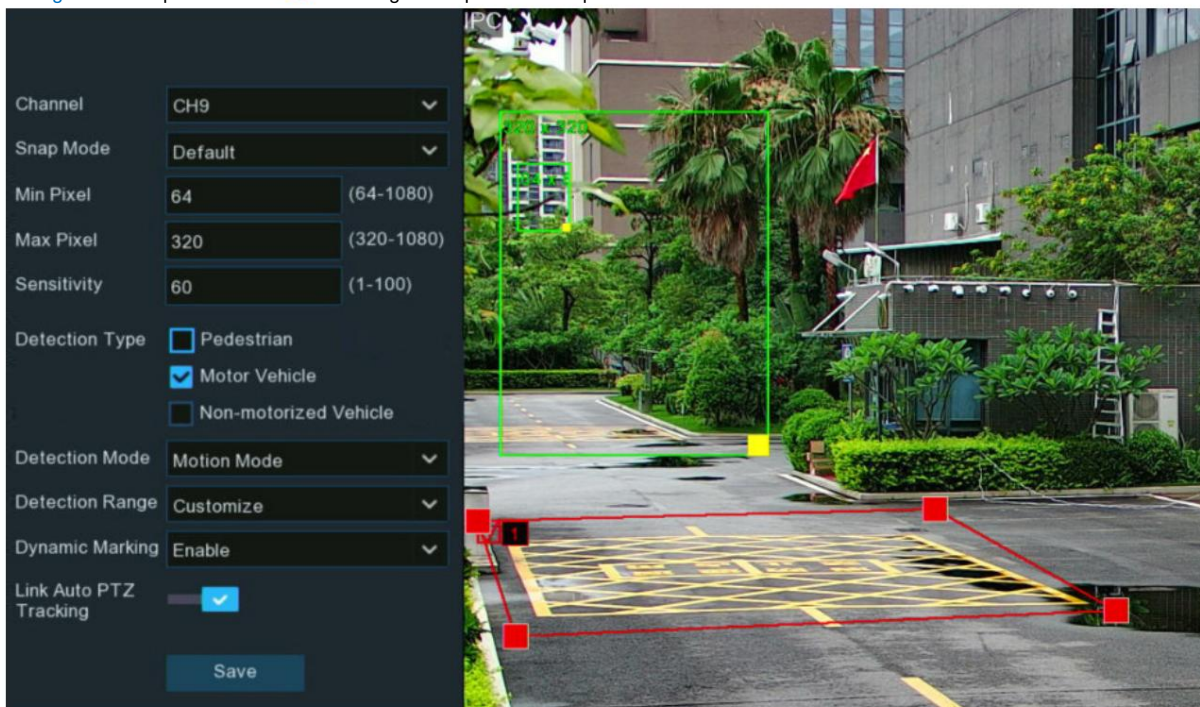 IPC
Channel CH9
Snap Mode Default
Min Pixel 64 (64-1080)
Max Pixel 320 (320-1080)
Sensitivity 60 (1-100)
Detection Type Pedestrian
Motor Vehicle
Non-motorized Vehicle
Detection Mode Motion Mode
Detection Range Customize
Dynamic Marking Enable
Link Auto PTZ
Tracking
Save
320 x 320
1